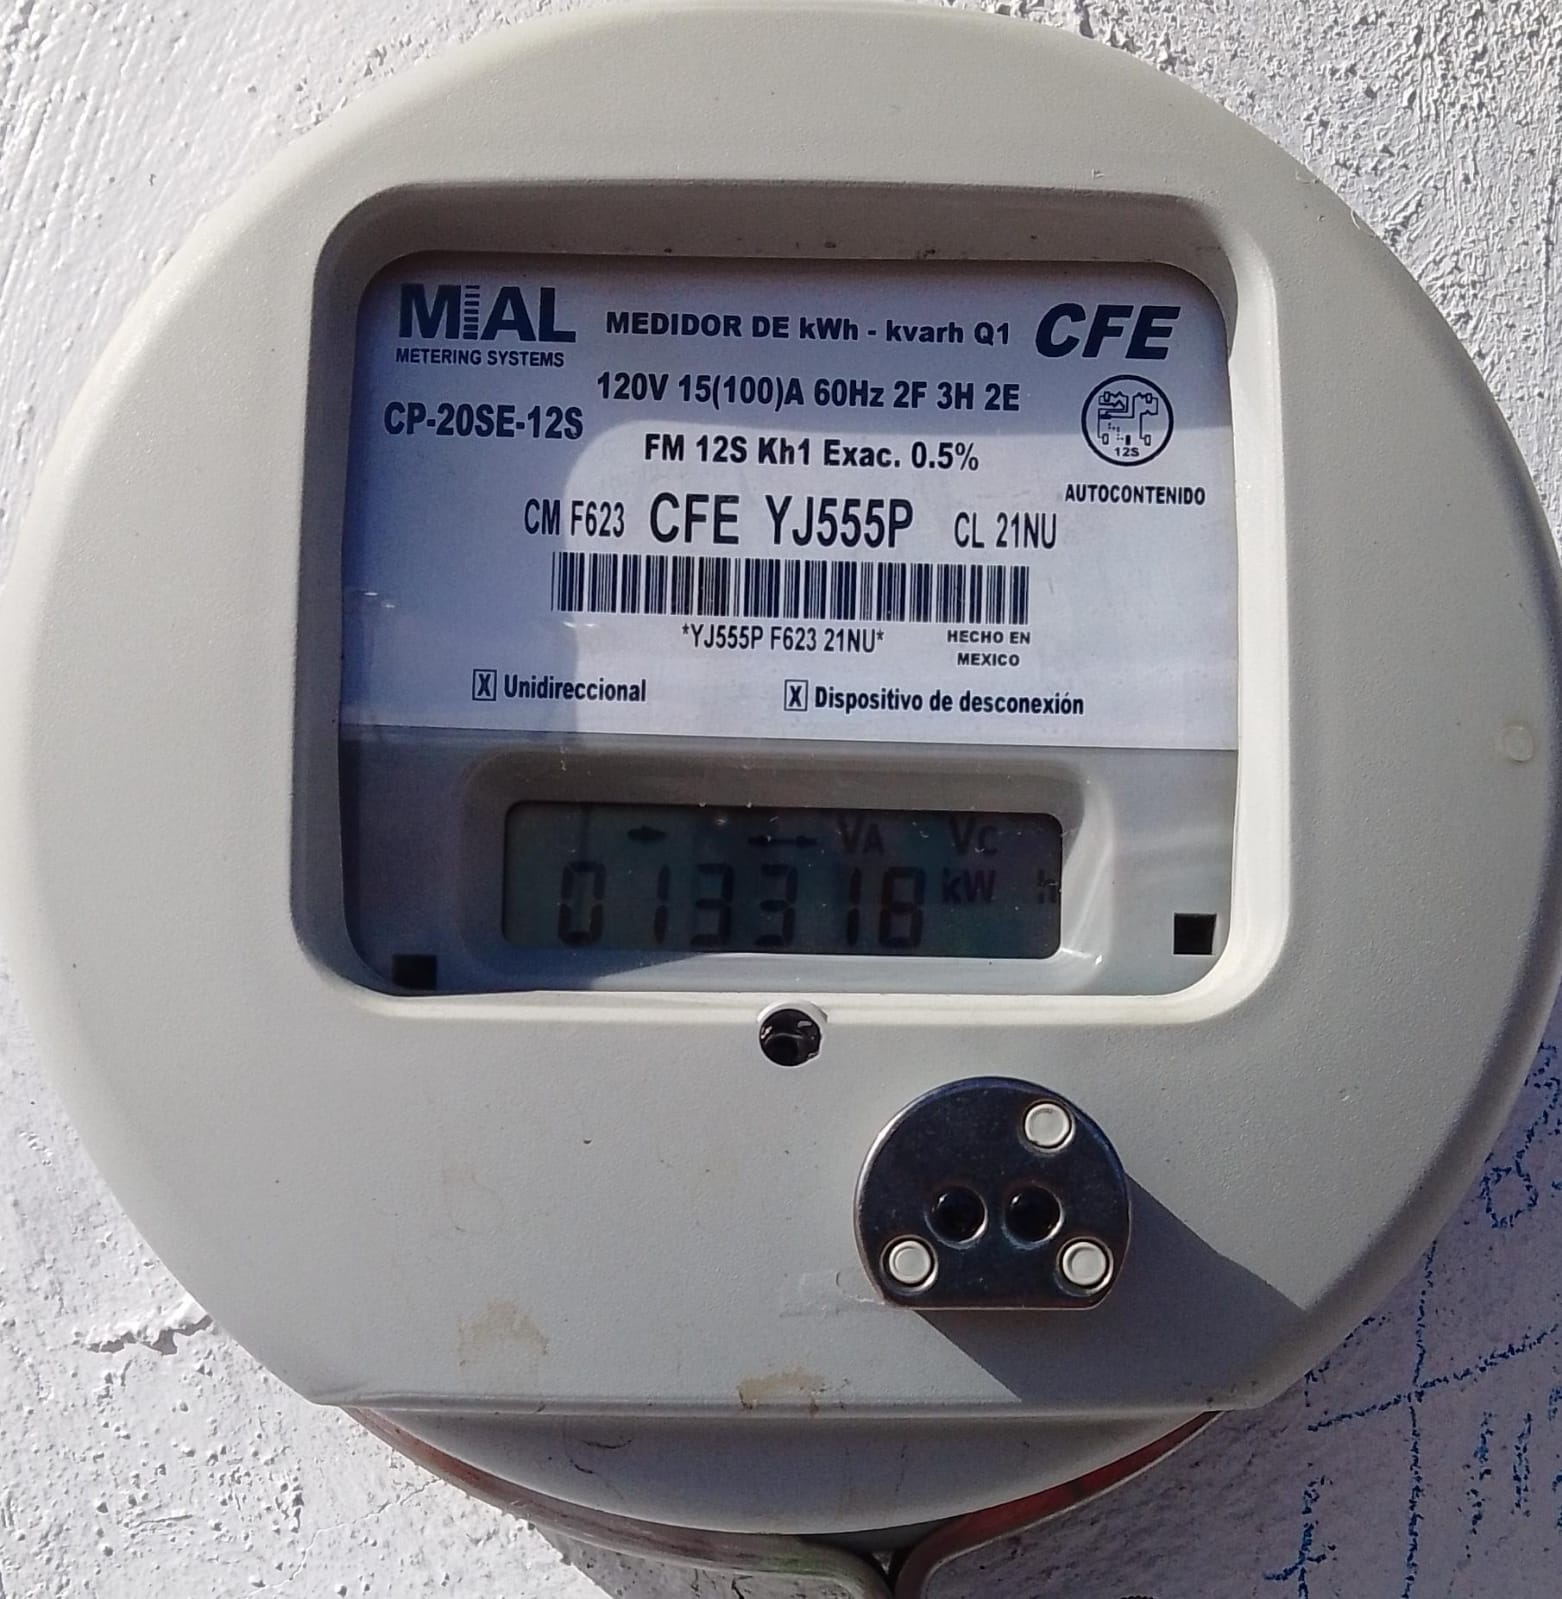 MIAL
METERING SYSTEMS
MEDIDOR DE kWh - kvarh Q1
CFE
120V 15(100)A 60Hz 2F 3H 2E
CP-20SE-12S
FM 12S Kh1 Exac. 0.5%
12S
AUTOCONTENIDO
CM F623 CFE YJ555P CL 21NU
*YJ555P F623 21NU*
HECHO EN
MEXICO
X Unidireccional
X Dispositivo de desconexión
VA VC
013316 kW h